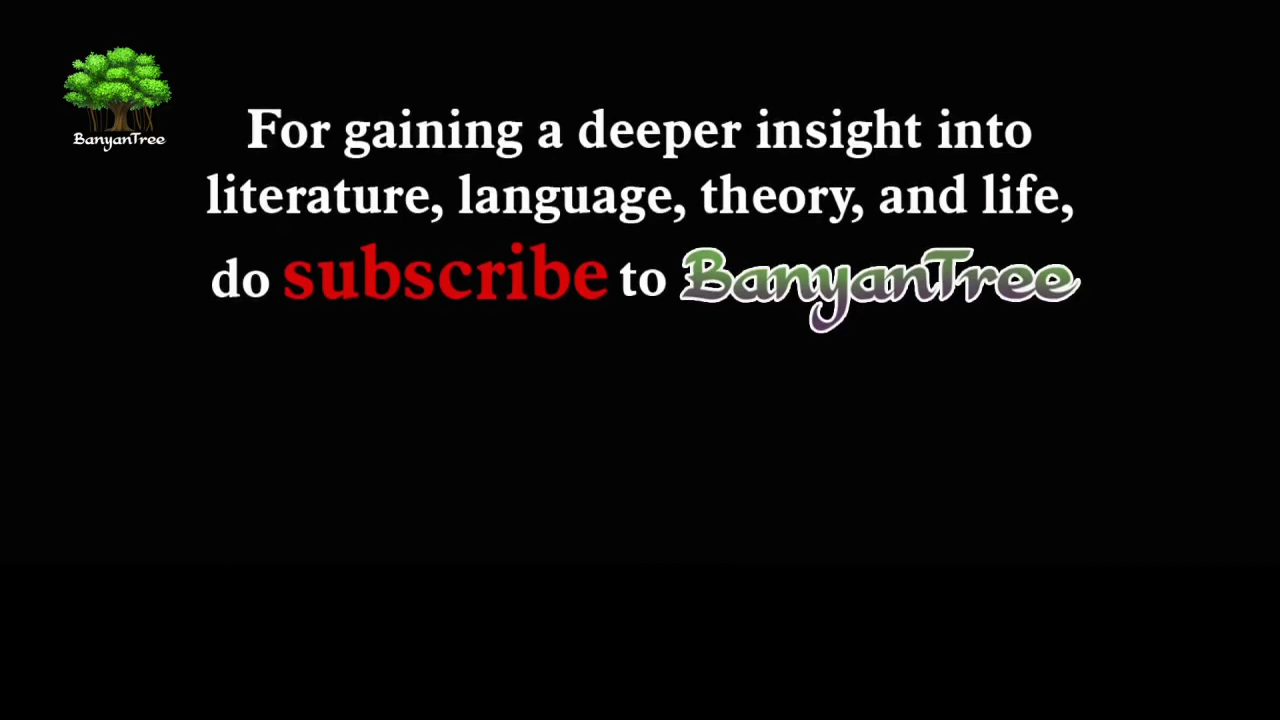 BanyanTree
For gaining a deeper insight into
literature, language, theory, and life,
do subscribe to BanyanTree